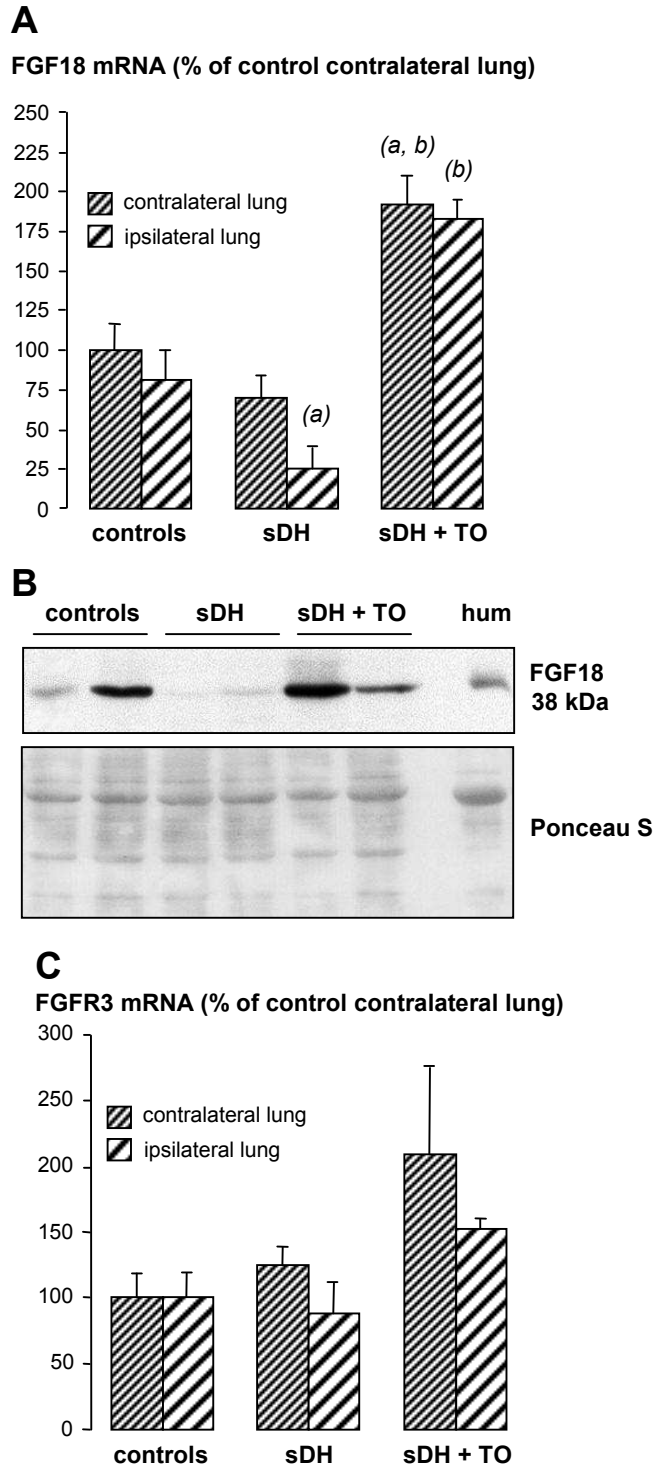 A
FGF18 mRNA (% of control contralateral lung)
250
225
200
175
150
125
100
75
50
25
0
contralateral lung
ipsilateral lung
(a)
(a, b)
(b)
controls sDH sDH + TO
B
controls sDH sDH + TO hum
FGF18
38 kDa
Ponceau S
C
FGFR3 mRNA (% of control contralateral lung)
300
250
200
150
100
50
0
contralateral lung
ipsilateral lung
controls sDH sDH + TO